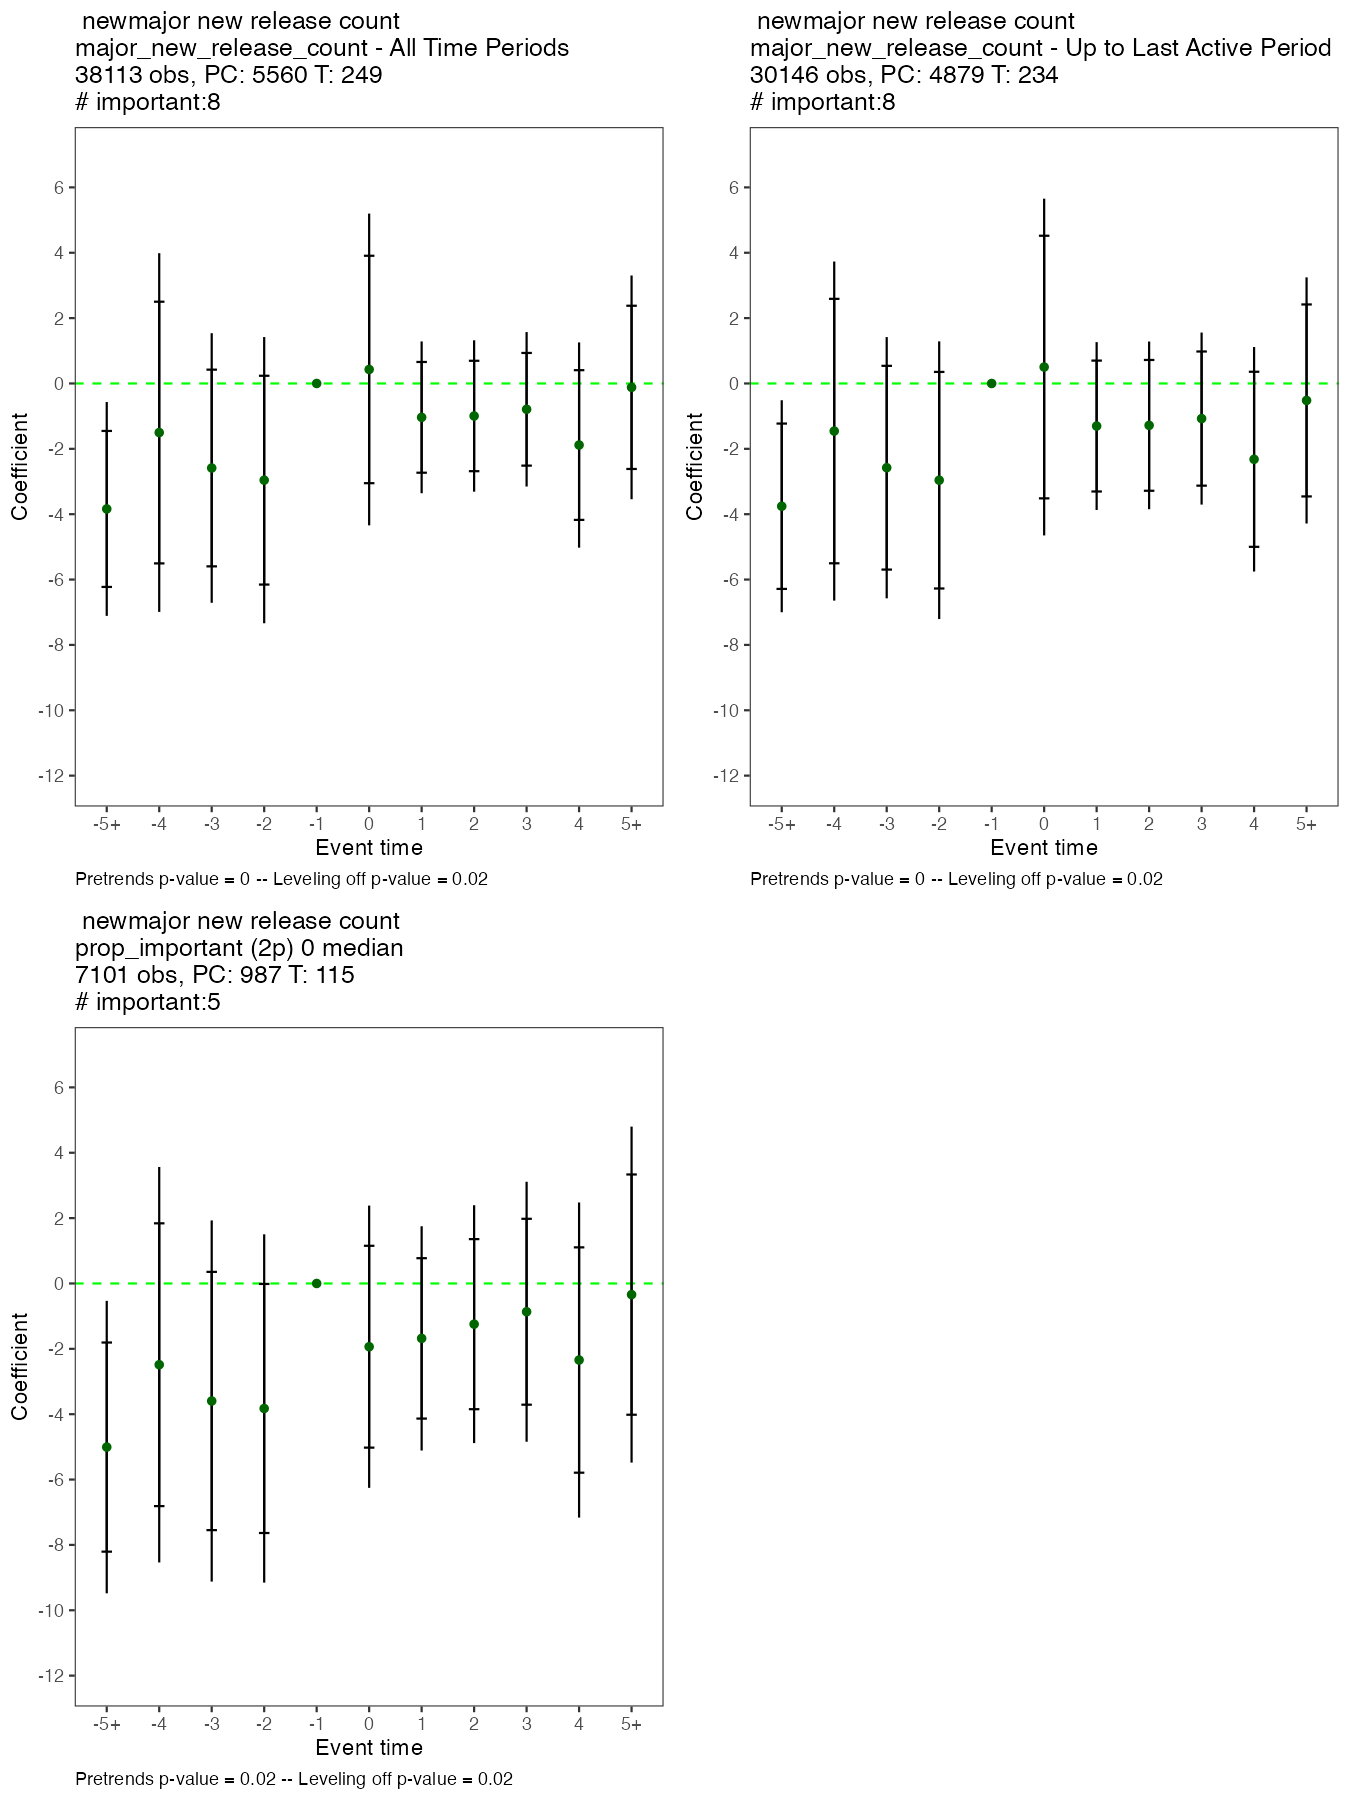 newmajor new release count
major_new_release_count - All Time Periods
38113 obs, PC: 5560 T: 249
# important:8
6
4
2
0
-2
-4
-6
-8
-10
-12
Coefficient
-5+ -4 -3 -2 -1 0 1 2 3 4 5+
Event time
Pretrends p-value = 0 -- Leveling off p-value = 0.02
newmajor new release count
major_new_release_count - Up to Last Active Period
30146 obs, PC: 4879 T: 234
# important:8
6
4
2
0
-2
-4
-6
-8
-10
-12
Coefficient
-5+ -4 -3 -2 -1 0 1 2 3 4 5+
Event time
Pretrends p-value = 0 -- Leveling off p-value = 0.02
newmajor new release count
prop_important (2p) 0 median
7101 obs, PC: 987 T: 115
# important:5
6
4
2
0
-2
-4
-6
-8
-10
-12
Coefficient
-5+ -4 -3 -2 -1 0 1 2 3 4 5+
Event time
Pretrends p-value = 0.02 -- Leveling off p-value = 0.02